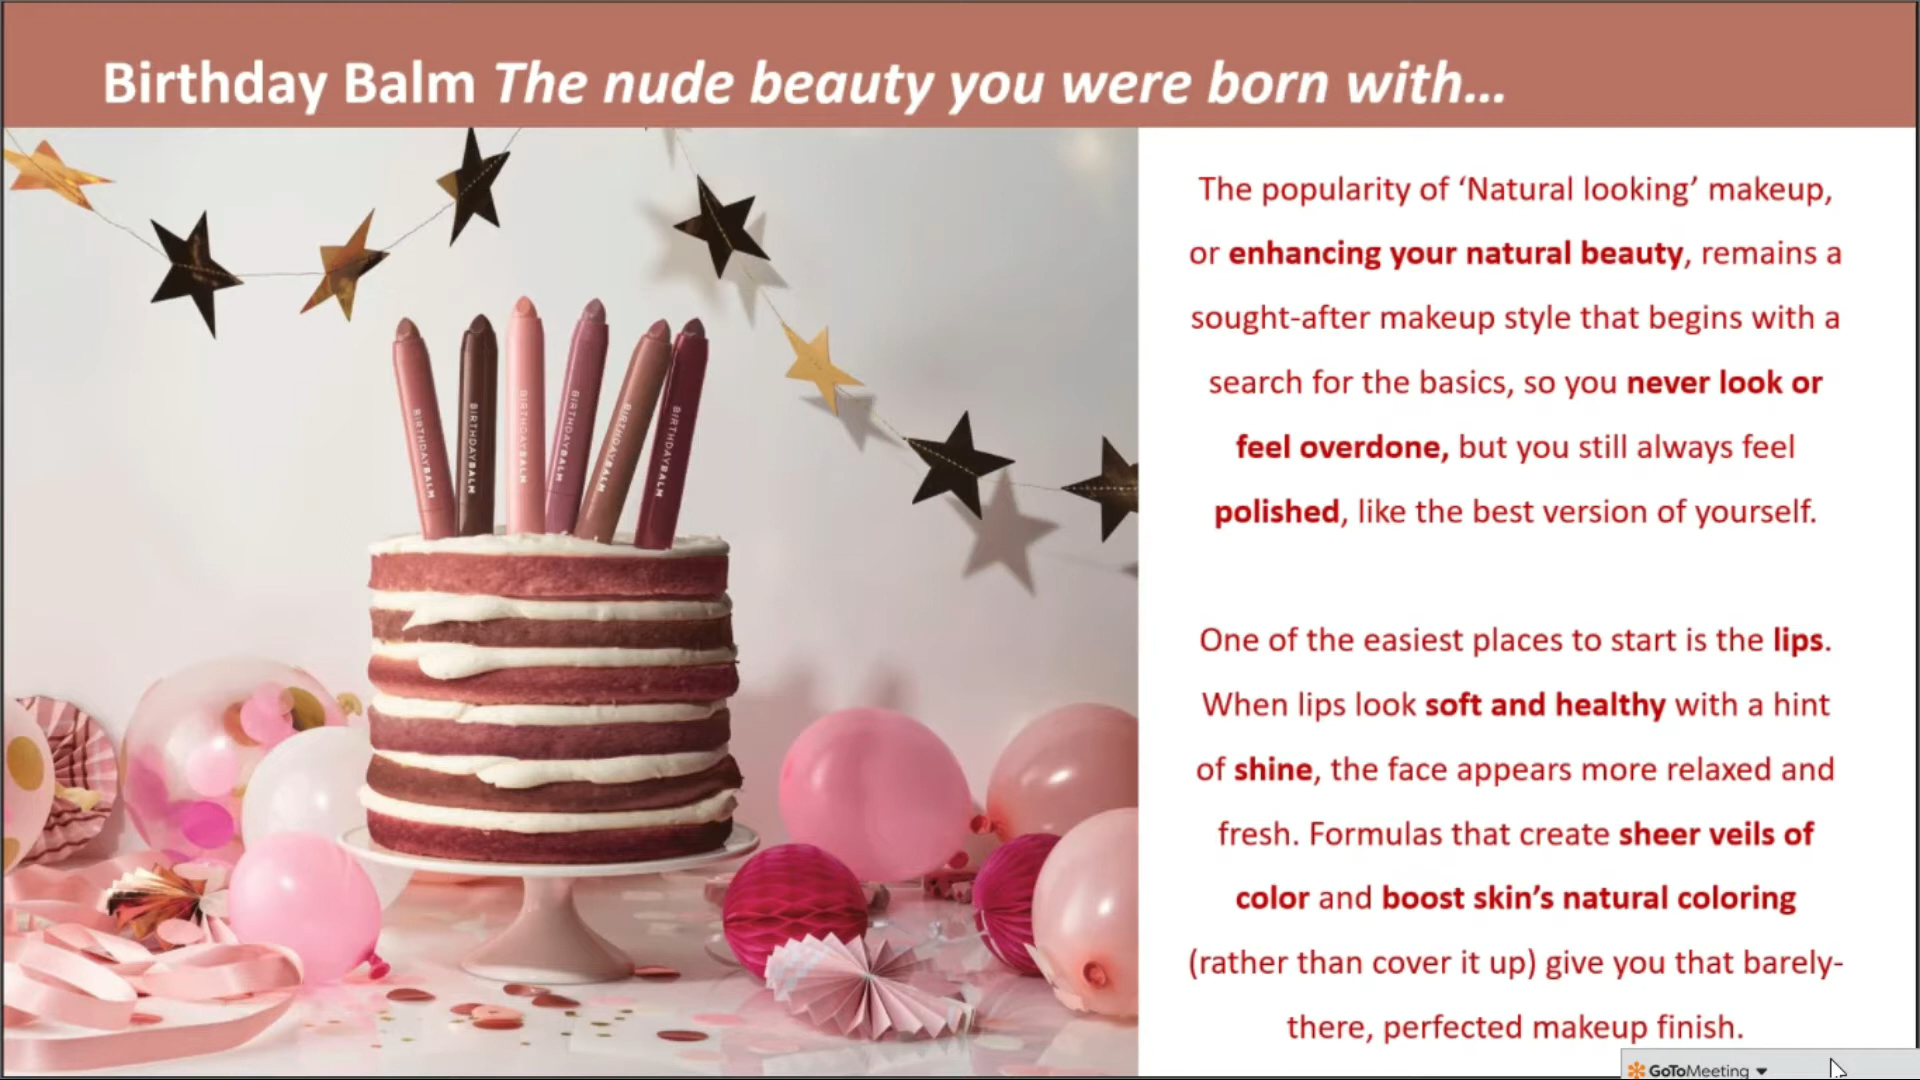 Birthday Balm The nude beauty you were born with...
The popularity of ‘Natural looking’ makeup,
or enhancing your natural beauty, remains a
sought-after makeup style that begins with a
search for the basics, so you never look or
feel overdone, but you still always feel
polished, like the best version of yourself.
One of the easiest places to start is the lips.
When lips look soft and healthy with a hint
of shine, the face appears more relaxed and
fresh. Formulas that create sheer veils of
color and boost skin’s natural coloring
(rather than cover it up) give you that barely-
there, perfected makeup finish.
BIRTHDAYBALM
BIRTHDAYBALM
BIRTHDAYBALM
BIRTHDAYBALM
BIRTHDAYBALM
BIRTHDAYBALM
GoToMeeting